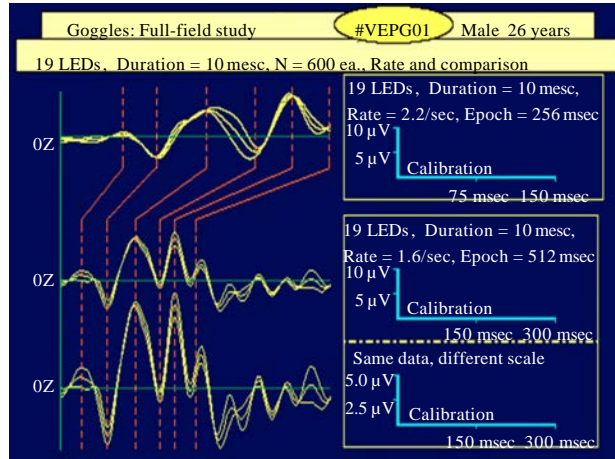 Goggles: Full-field study #VEPG01 Male 26 years
19 LEDs, Duration = 10 mesc, N = 600 ea., Rate and comparison
19 LEDs, Duration = 10 mesc,
Rate = 2.2/sec, Epoch = 256 msec
10 μV
5 μV
Calibration
75 msec 150 msec
0Z
19 LEDs, Duration = 10 mesc,
Rate = 1.6/sec, Epoch = 512 msec
10 μV
5 μV
Calibration
150 msec 300 msec
0Z
Same data, different scale
5.0 μV
2.5 μV
Calibration
150 msec 300 msec
0Z